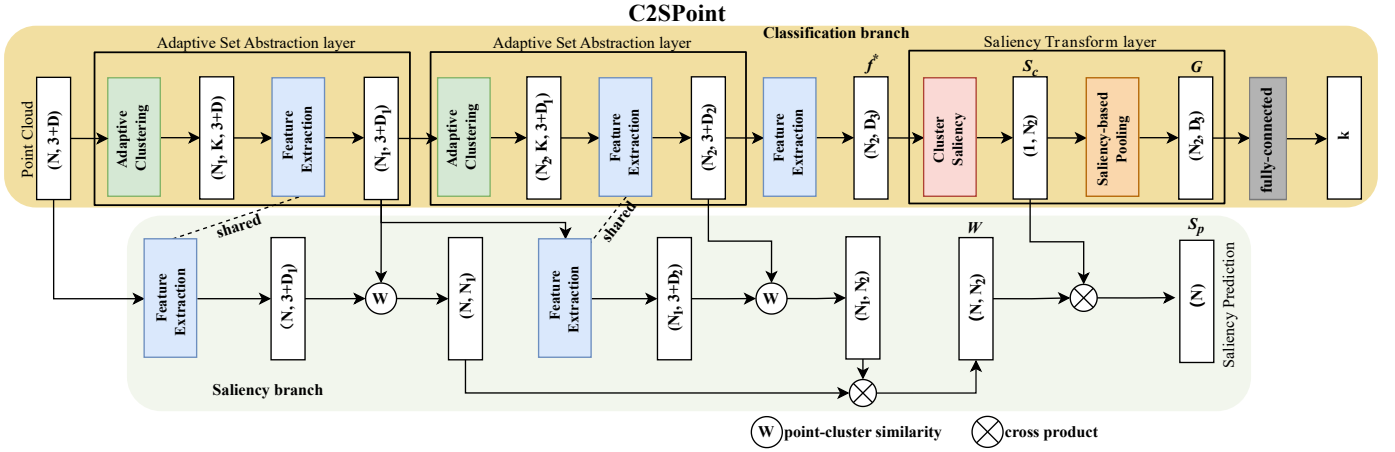 C2SPoint
Classification branch
Adaptive Set Abstraction layer
Adaptive Set Abstraction layer
Saliency Transform layer
Point Cloud
(N, 3+D)
Adaptive
Clustering
(N₁, K, 3+D)
Feature
Extraction
(N₁, 3+D₁)
Adaptive
Clustering
(N₂, K, 3+D₁)
Feature
Extraction
(N₂, 3+D₂)
Feature
Extraction
f*
(N₂, D₃)
Cluster
Saliency
S_c
(1, N₂)
Saliency-based
Pooling
G
(N₂, D₃)
fully-connected
k
shared
shared
Feature
Extraction
(N, 3+D₁)
W
(N, N₁)
Feature
Extraction
(N₁, 3+D₂)
W
(N₁, N₂)
W
(N, N₂)
S_p
(N)
Saliency Prediction
Saliency branch
W point-cluster similarity
cross product